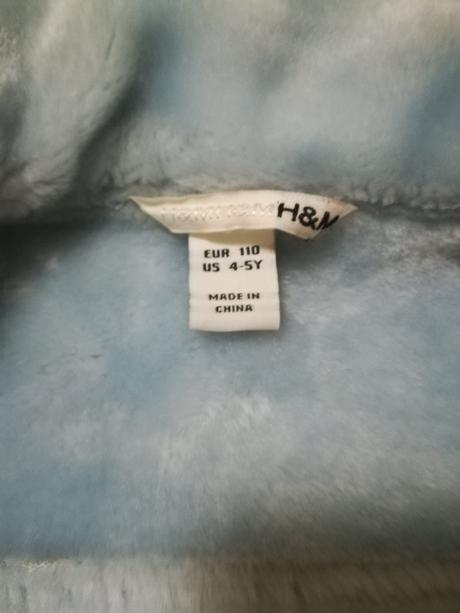 H&M
EUR 110
US 4-5Y
MADE IN
CHINA